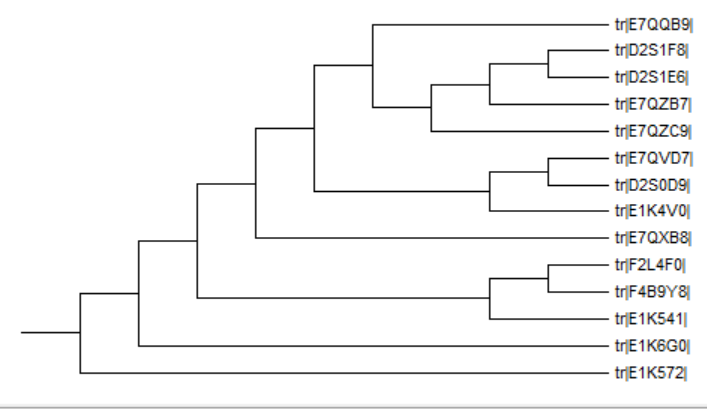 tr|E7QQB9|
tr|D2S1F8|
tr|D2S1E6|
tr|E7QZB7|
tr|E7QZC9|
tr|E7QVD7|
tr|D2S0D9|
tr|E1K4V0|
tr|E7QXB8|
tr|F2L4F0|
tr|F4B9Y8|
tr|E1K541|
tr|E1K6G0|
tr|E1K572|